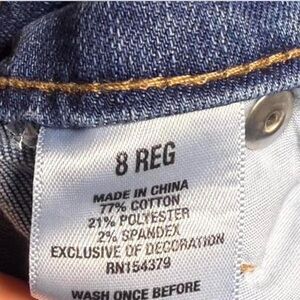 8 REG
MADE IN CHINA
77% COTTON
21% POLYESTER
2% SPANDEX
EXCLUSIVE OF DECORATION
RN154379
WASH ONCE BEFORE